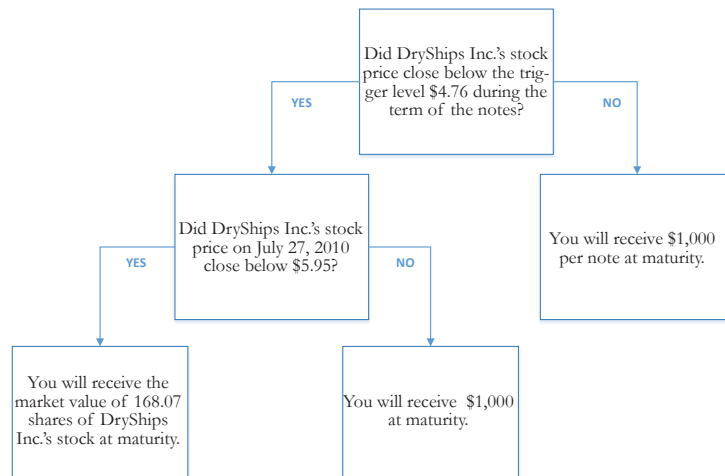 Did DryShips Inc.'s stock
price close below the trig-
ger level $4.76 during the
term of the notes?
YES
NO
Did DryShips Inc.'s stock
price on July 27, 2010
close below $5.95?
You will receive $1,000
per note at maturity.
YES
NO
You will receive the
market value of 168.07
shares of DryShips
Inc.'s stock at maturity.
You will receive $1,000
at maturity.